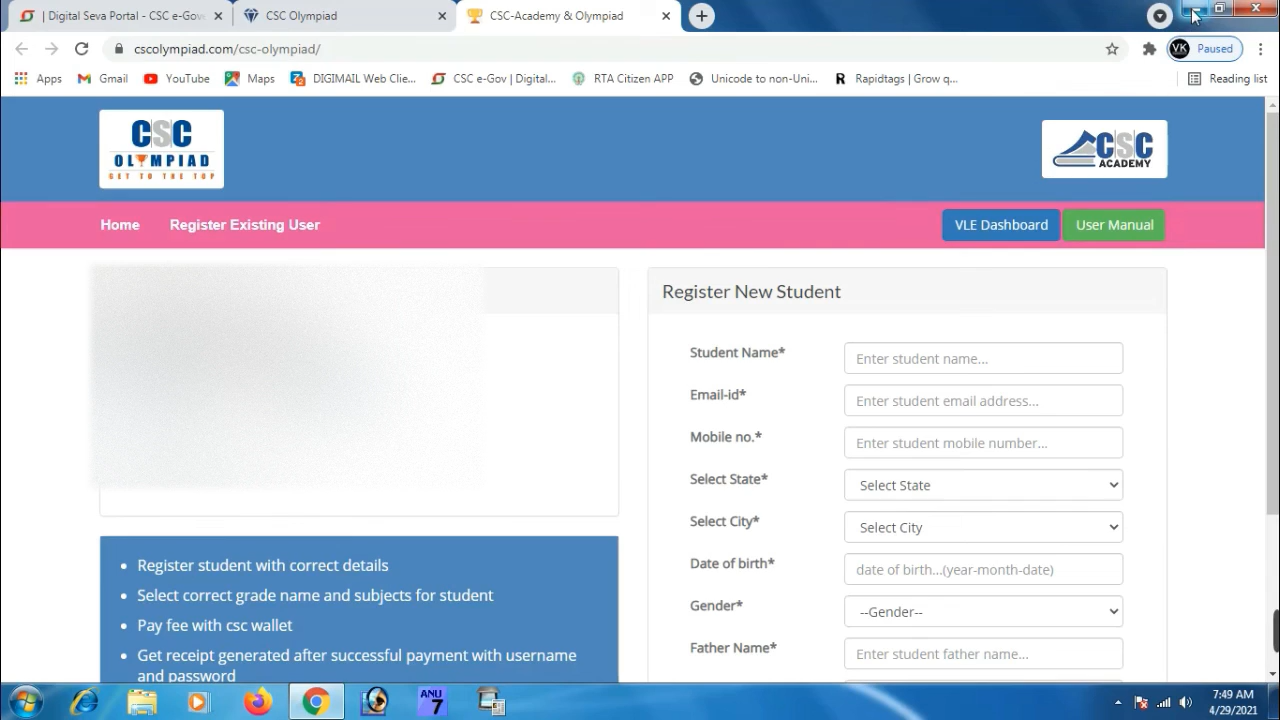 | Digital Seva Portal - CSC e-Gov
CSC Olympiad
CSC-Academy & Olympiad
cscolympiad.com/csc-olympiad/
VK Paused
Apps
Gmail
YouTube
Maps
DIGIMAIL Web Clie...
CSC e-Gov | Digital...
RTA Citizen APP
Unicode to non-Uni...
R Rapidtags | Grow q...
Reading list
CSC
OLYMPIAD
GET TO THE TOP
CSC
ACADEMY
Home
Register Existing User
VLE Dashboard
User Manual
Register New Student
Student Name* Enter student name...
Email-id* Enter student email address...
Mobile no.* Enter student mobile number...
Select State* Select State
Select City* Select City
Date of birth* date of birth...(year-month-date)
Gender* --Gender--
Father Name* Enter student father name...
• Register student with correct details
• Select correct grade name and subjects for student
• Pay fee with csc wallet
• Get receipt generated after successful payment with username
and password
ANU
7
7:49 AM
4/29/2021